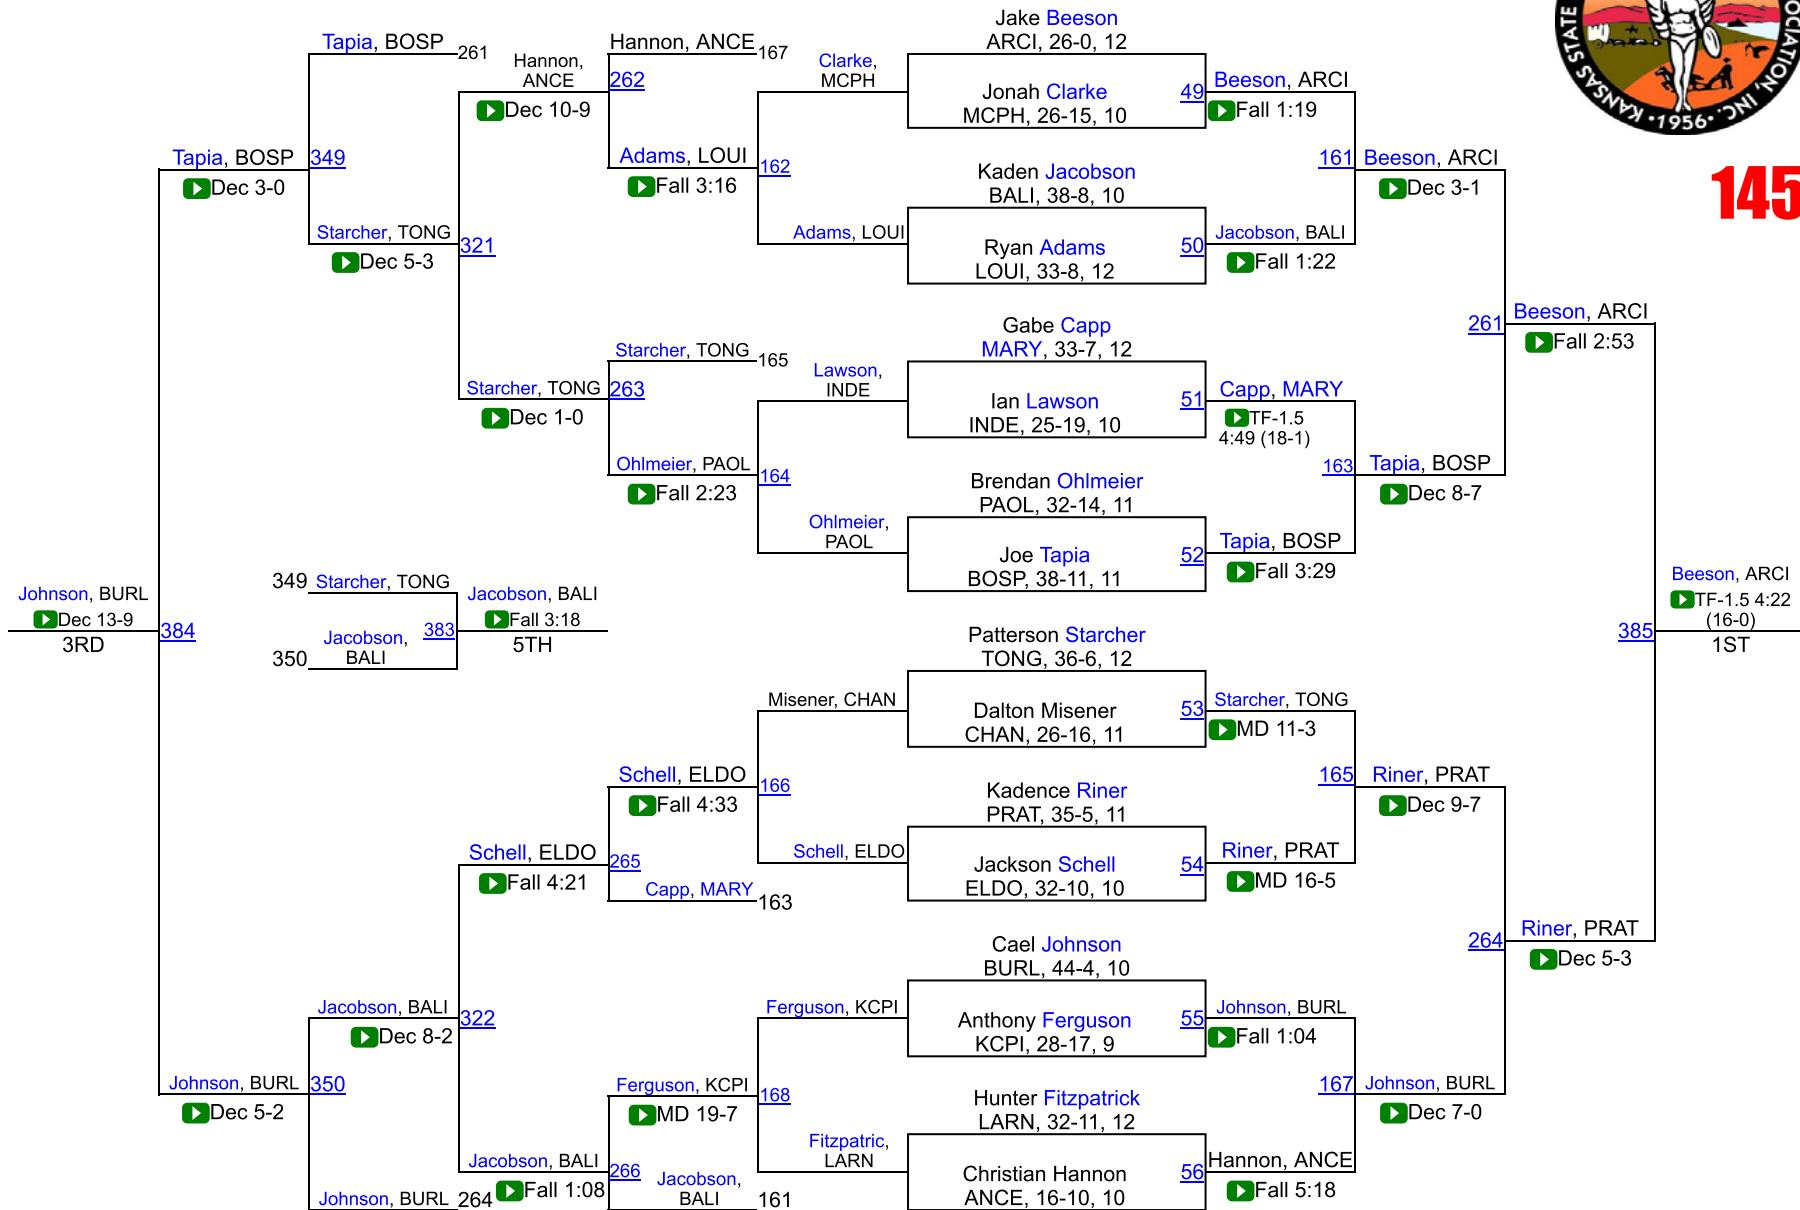 Jake Beeson
ARCI, 26-0, 12
Jonah Clarke
MCPH, 26-15, 10
49
Kaden Jacobson
BALI, 38-8, 10
Ryan Adams
LOUI, 33-8, 12
50
Gabe Capp
MARY, 33-7, 12
Ian Lawson
INDE, 25-19, 10
51
Brendan Ohlmeier
PAOL, 32-14, 11
Joe Tapia
BOSP, 38-11, 11
52
Patterson Starcher
TONG, 36-6, 12
Dalton Misener
CHAN, 26-16, 11
53
Kadence Riner
PRAT, 35-5, 11
Jackson Schell
ELDO, 32-10, 10
54
Cael Johnson
BURL, 44-4, 10
Anthony Ferguson
KCPI, 28-17, 9
55
Hunter Fitzpatrick
LARN, 32-11, 12
Christian Hannon
ANCE, 16-10, 10
56
Beeson, ARCI
Fall 1:19
161
Jacobson, BALI
Fall 1:22
Capp, MARY
TF-1.5
4:49 (18-1)
163
Tapia, BOSP
Fall 3:29
Starcher, TONG
MD 11-3
165
Riner, PRAT
MD 16-5
Johnson, BURL
Fall 1:04
167
Hannon, ANCE
Fall 5:18
Beeson, ARCI
Dec 3-1
261
Tapia, BOSP
Dec 8-7
Riner, PRAT
Dec 9-7
264
Johnson, BURL
Dec 7-0
Beeson, ARCI
Fall 2:53
385
Riner, PRAT
Dec 5-3
Beeson, ARCI
TF-1.5 4:22
(16-0)
1ST
KANSAS STATE
OCIATION, INC.
•1956•
145
Clarke,
MCPH
162
Adams, LOUI
Lawson,
INDE
164
Ohlmeier,
PAOL
Misener, CHAN
166
Schell, ELDO
Ferguson, KCPI
168
Fitzpatric,
LARN
Hannon, ANCE
167
262
Adams, LOUI
Fall 3:16
Starcher, TONG
165
263
Ohlmeier, PAOL
Fall 2:23
Schell, ELDO
Fall 4:33
265
Capp, MARY
163
Ferguson, KCPI
MD 19-7
266
Jacobson,
BALI
161
Hannon,
ANCE
Dec 10-9
321
Starcher, TONG
Dec 1-0
Schell, ELDO
Fall 4:21
322
Jacobson, BALI
Fall 1:08
Tapia, BOSP
261
349
Starcher, TONG
Dec 5-3
Jacobson, BALI
Dec 8-2
350
Johnson, BURL
264
Tapia, BOSP
Dec 3-0
384
Johnson, BURL
Dec 5-2
Johnson, BURL
Dec 13-9
3RD
349
Starcher, TONG
350
Jacobson,
BALI
383
Jacobson, BALI
Fall 3:18
5TH